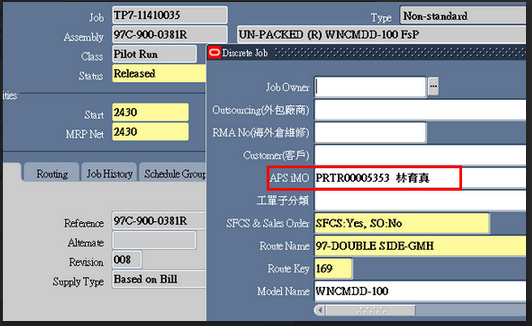 Job TP7-11410035 Type Non-standard
Assembly 97C-900-0381R UN-PACKED (R) WNCMDD-100 FsP
Class Pilot Run
Status Released
ities
Start 2430
MRP Net 2430
Routing Job History Schedule Group
Reference 97C-900-0381R
Alternate
Revision 008
Supply Type Based on Bill
Discrete Job
Job Owner ...
Outsourcing(外包廠商)
RMA No(海外倉維修)
Customer(客戶)
APS iMO PRTR00005353 林育真
工單子分類
SFCS & Sales Order SFCS:Yes, SO:No
Route Name 97-DOUBLE SIDE-GMH
Route Key 169
Model Name WNCMDD-100